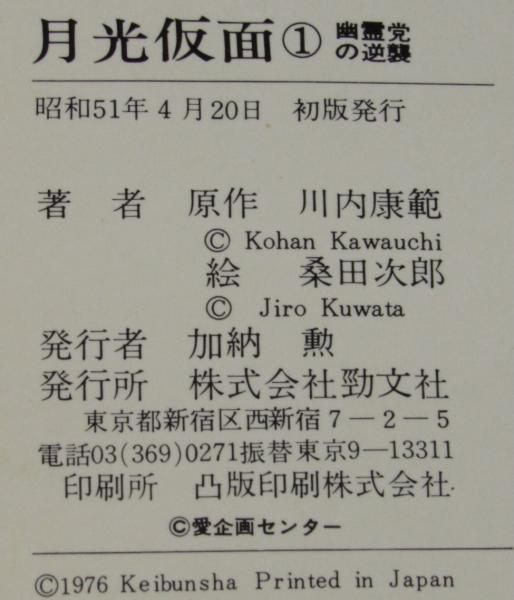 月光仮面① 幽霊党の逆襲
昭和51年4月20日 初版発行
著者 原作 川内康範
© Kohan Kawauchi
絵 桑田次郎
© Jiro Kuwata
発行者 加納 勲
発行所 株式会社勁文社
東京都新宿区西新宿7-2-5
電話03(369)0271振替東京9-13311
印刷所 凸版印刷株式会社
©愛企画センター
©1976 Keibunsha Printed in Japan